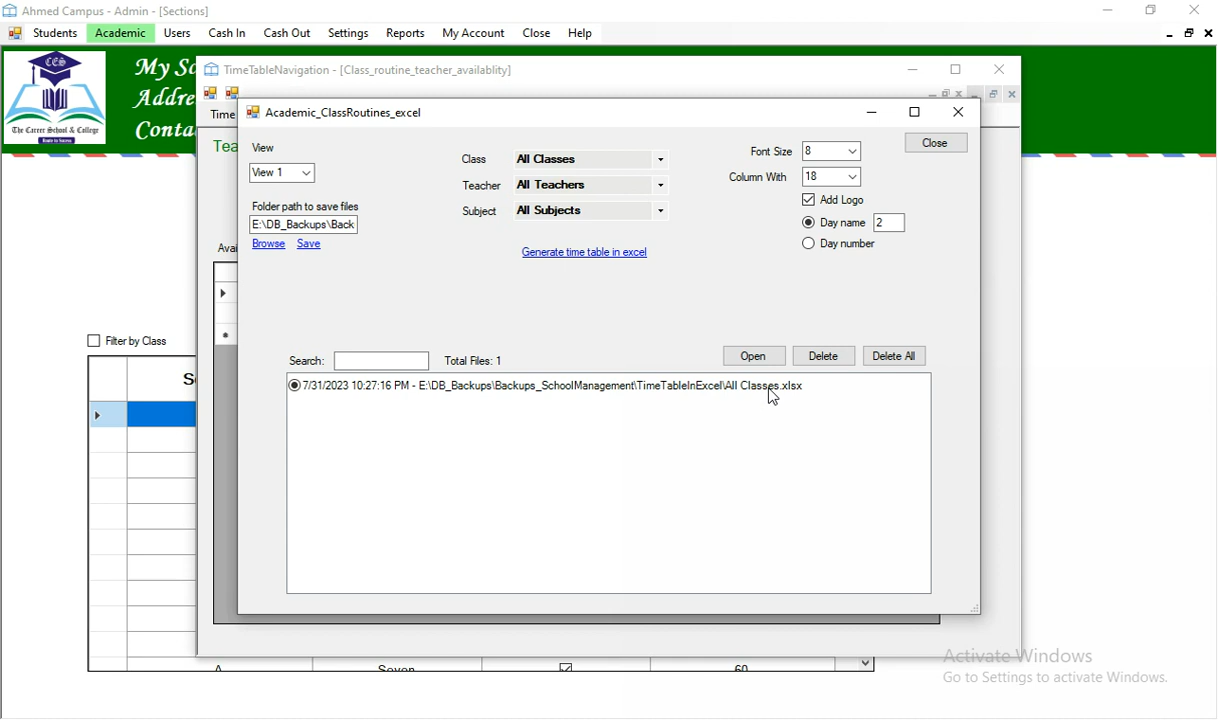 Ahmed Campus - Admin - [Sections]
Students Academic Users Cash In Cash Out Settings Reports My Account Close Help
CES
The Career School & College
My Sc
Addre
Conta
TimeTableNavigation - [Class_routine_teacher_availablity]
Time
Tea
Avai
Academic_ClassRoutines_excel
View
View 1
Folder path to save files
E:\DB_Backups\Back
Browse Save
Class All Classes
Teacher All Teachers
Subject All Subjects
Generate time table in excel
Font Size 8
Column With 18
Add Logo
Day name 2
Day number
Close
Search: Total Files: 1
Open Delete Delete All
7/31/2023 10:27:16 PM - E:\DB_Backups\Backups_SchoolManagement\TimeTableInExcel\All Classes.xlsx
Filter by Class
S
A Seven 60
Activate Windows
Go to Settings to activate Windows.